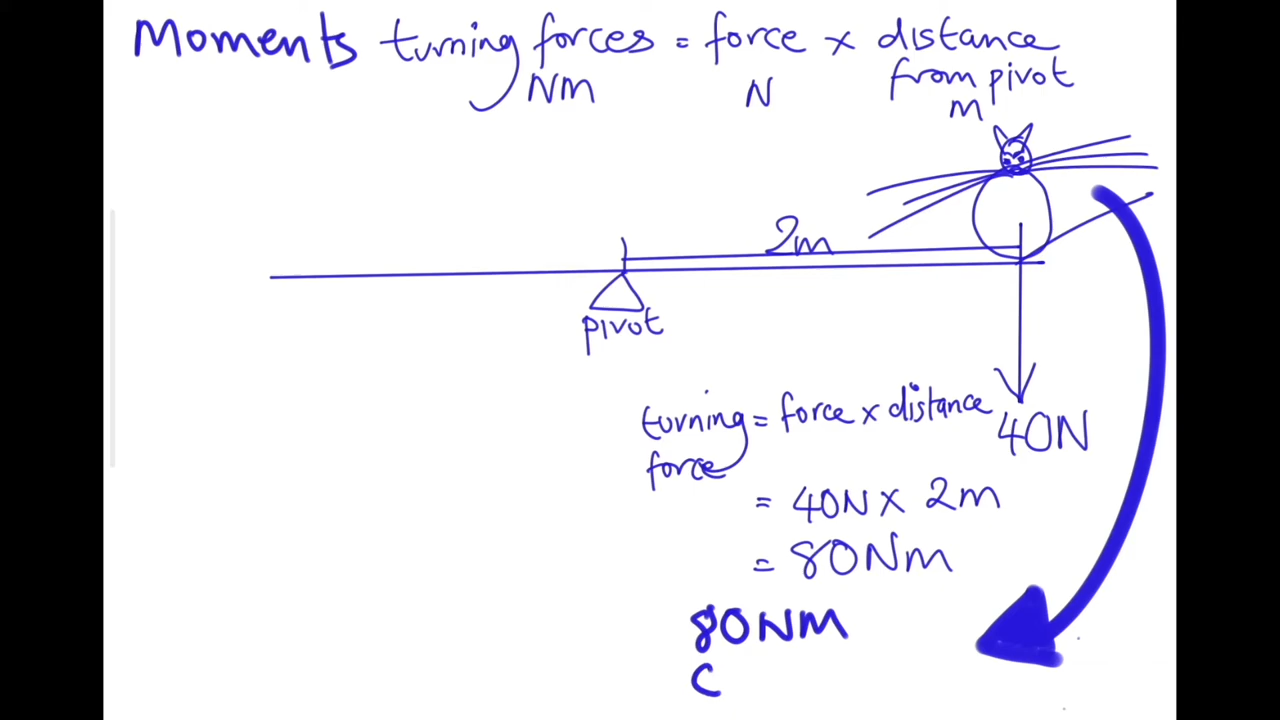 Moments turning forces = force x distance
NM N from pivot
M
2m
pivot
turning = force x distance
force
40N
= 40N x 2m
= 80Nm
80NM
C